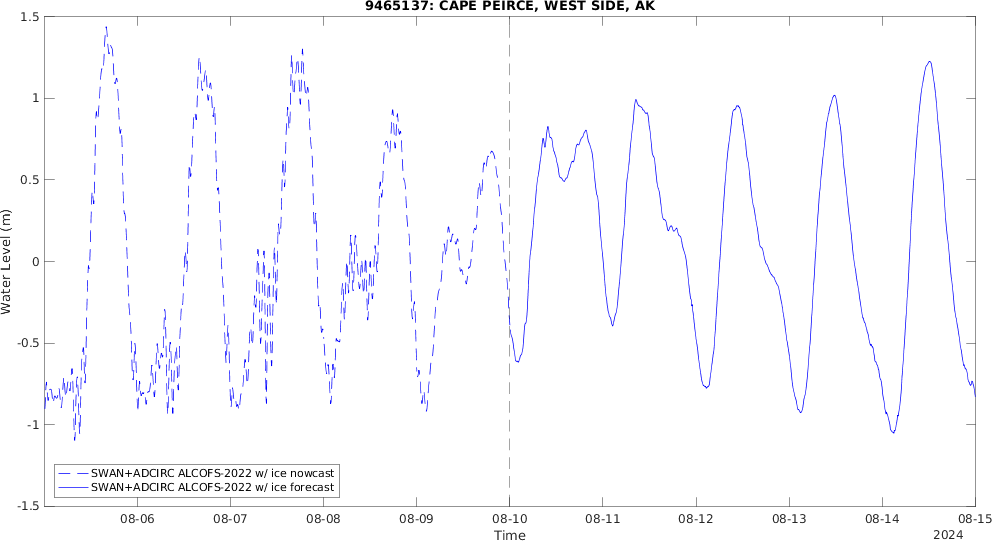 9465137: CAPE PEIRCE, WEST SIDE, AK
1.5
1
0.5
0
-0.5
-1
-1.5
Water Level (m)
SWAN+ADCIRC ALCOFS-2022 w/ ice nowcast
SWAN+ADCIRC ALCOFS-2022 w/ ice forecast
08-06 08-07 08-08 08-09 08-10 08-11 08-12 08-13 08-14 08-15
Time
2024